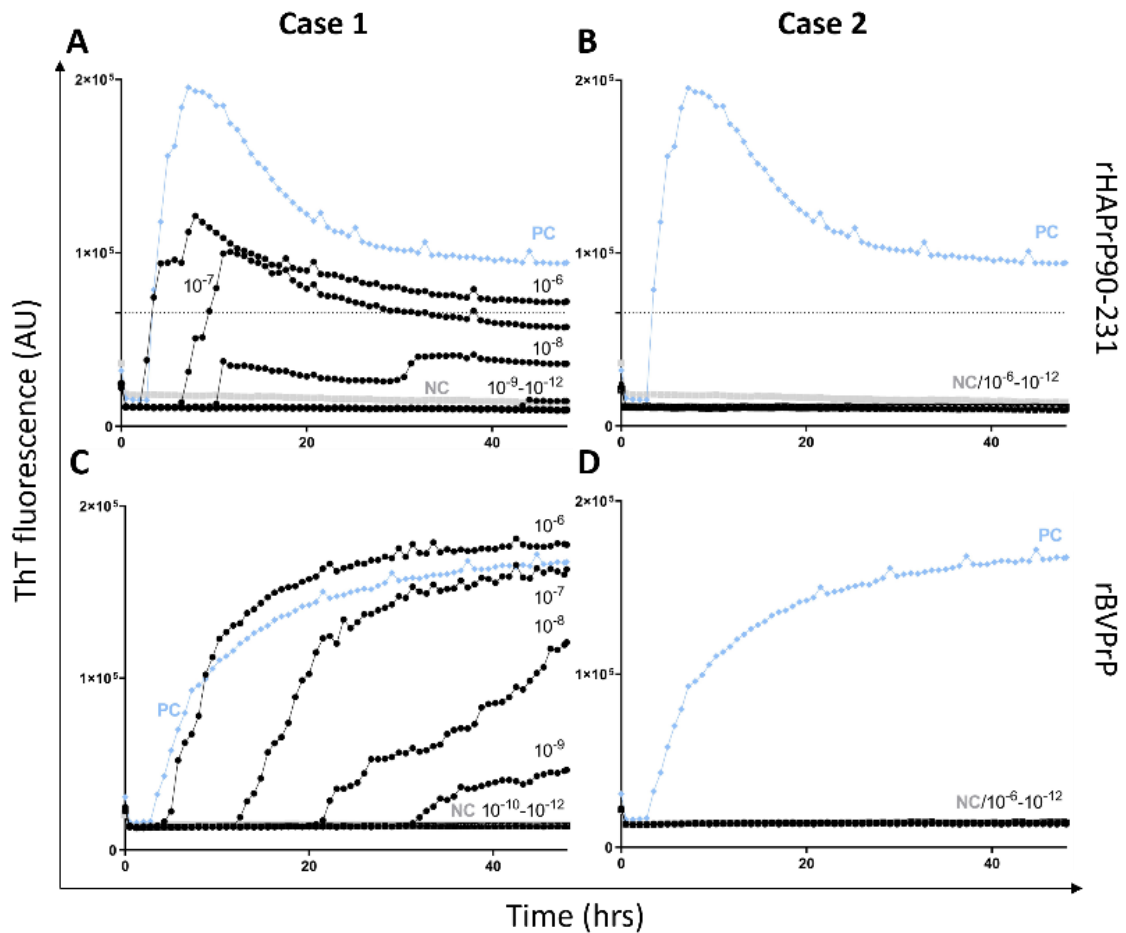 Case 1
Case 2
A
B
2×10⁵
1×10⁵
0
0
20
40
PC
10⁻⁷
10⁻⁶
10⁻⁸
NC
10⁻⁹-10⁻¹²
2×10⁵
1×10⁵
0
0
20
40
PC
NC/10⁻⁶-10⁻¹²
rHAPrP90-231
C
D
2×10⁵
1×10⁵
0
0
20
40
PC
10⁻⁶
10⁻⁷
10⁻⁸
10⁻⁹
NC 10⁻¹⁰-10⁻¹²
2×10⁵
1×10⁵
0
0
20
40
PC
NC/10⁻⁶-10⁻¹²
rBVPrP
ThT fluorescence (AU)
Time (hrs)